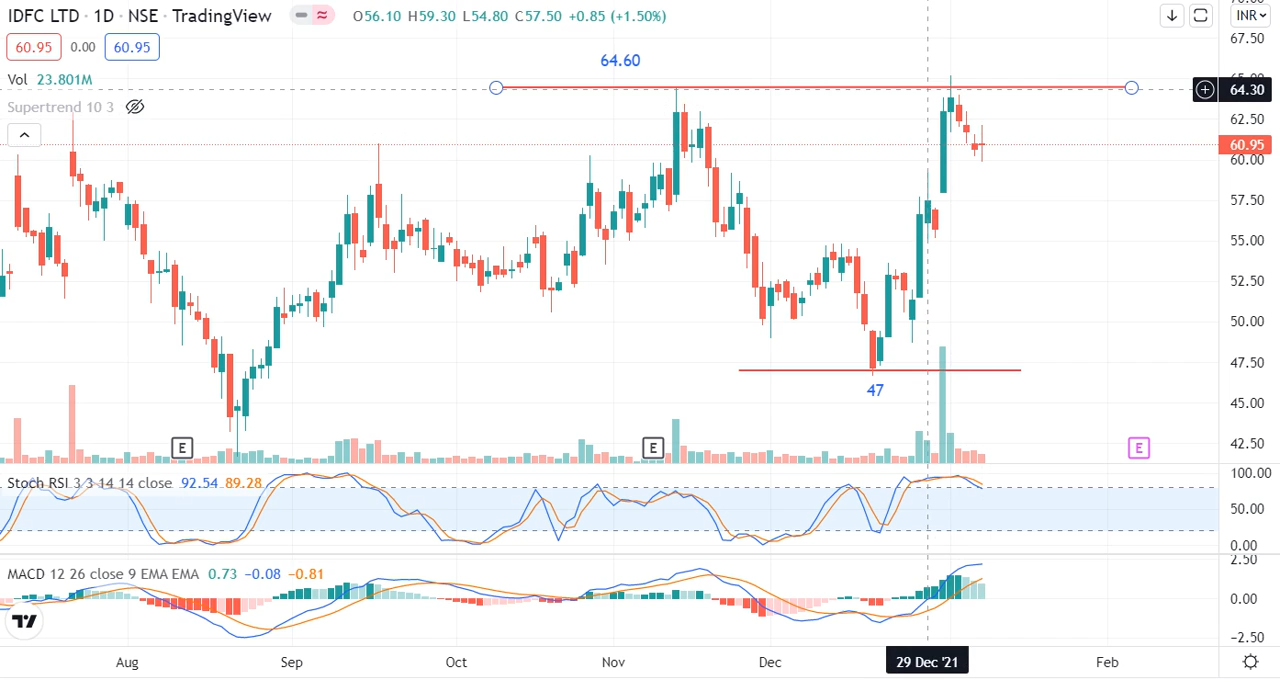 IDFC LTD · 1D · NSE · TradingView O56.10 H59.30 L54.80 C57.50 +0.85 (+1.50%)
INR
60.95 0.00 60.95
Vol 23.801M
Supertrend 10 3
64.60
47
E E E
67.50
65.00
64.30
62.50
60.95
60.00
57.50
55.00
52.50
50.00
47.50
45.00
42.50
Stoch RSI 3 3 14 14 close 92.54 89.28
100.00
50.00
0.00
MACD 12 26 close 9 EMA EMA 0.73 −0.08 −0.81
2.50
0.00
−2.50
Aug Sep Oct Nov Dec 29 Dec '21 Feb